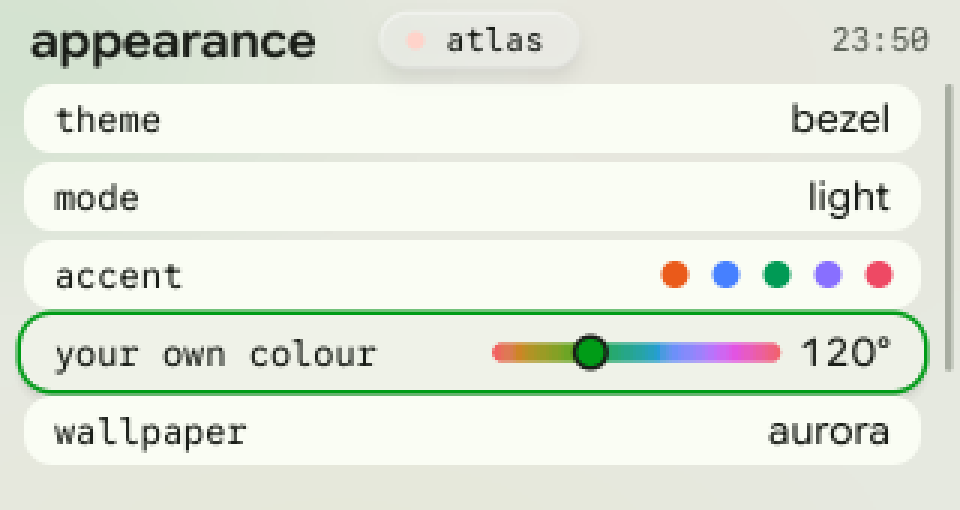 appearance atlas 23:50
theme bezel
mode light
accent
your own colour 120°
wallpaper aurora